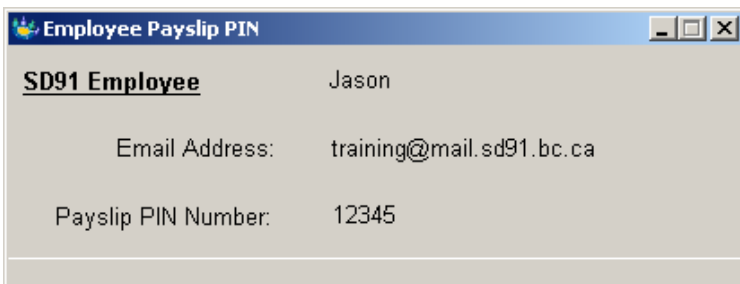 Employee Payslip PIN
SD91 Employee Jason
Email Address: training@mail.sd91.bc.ca
Payslip PIN Number: 12345